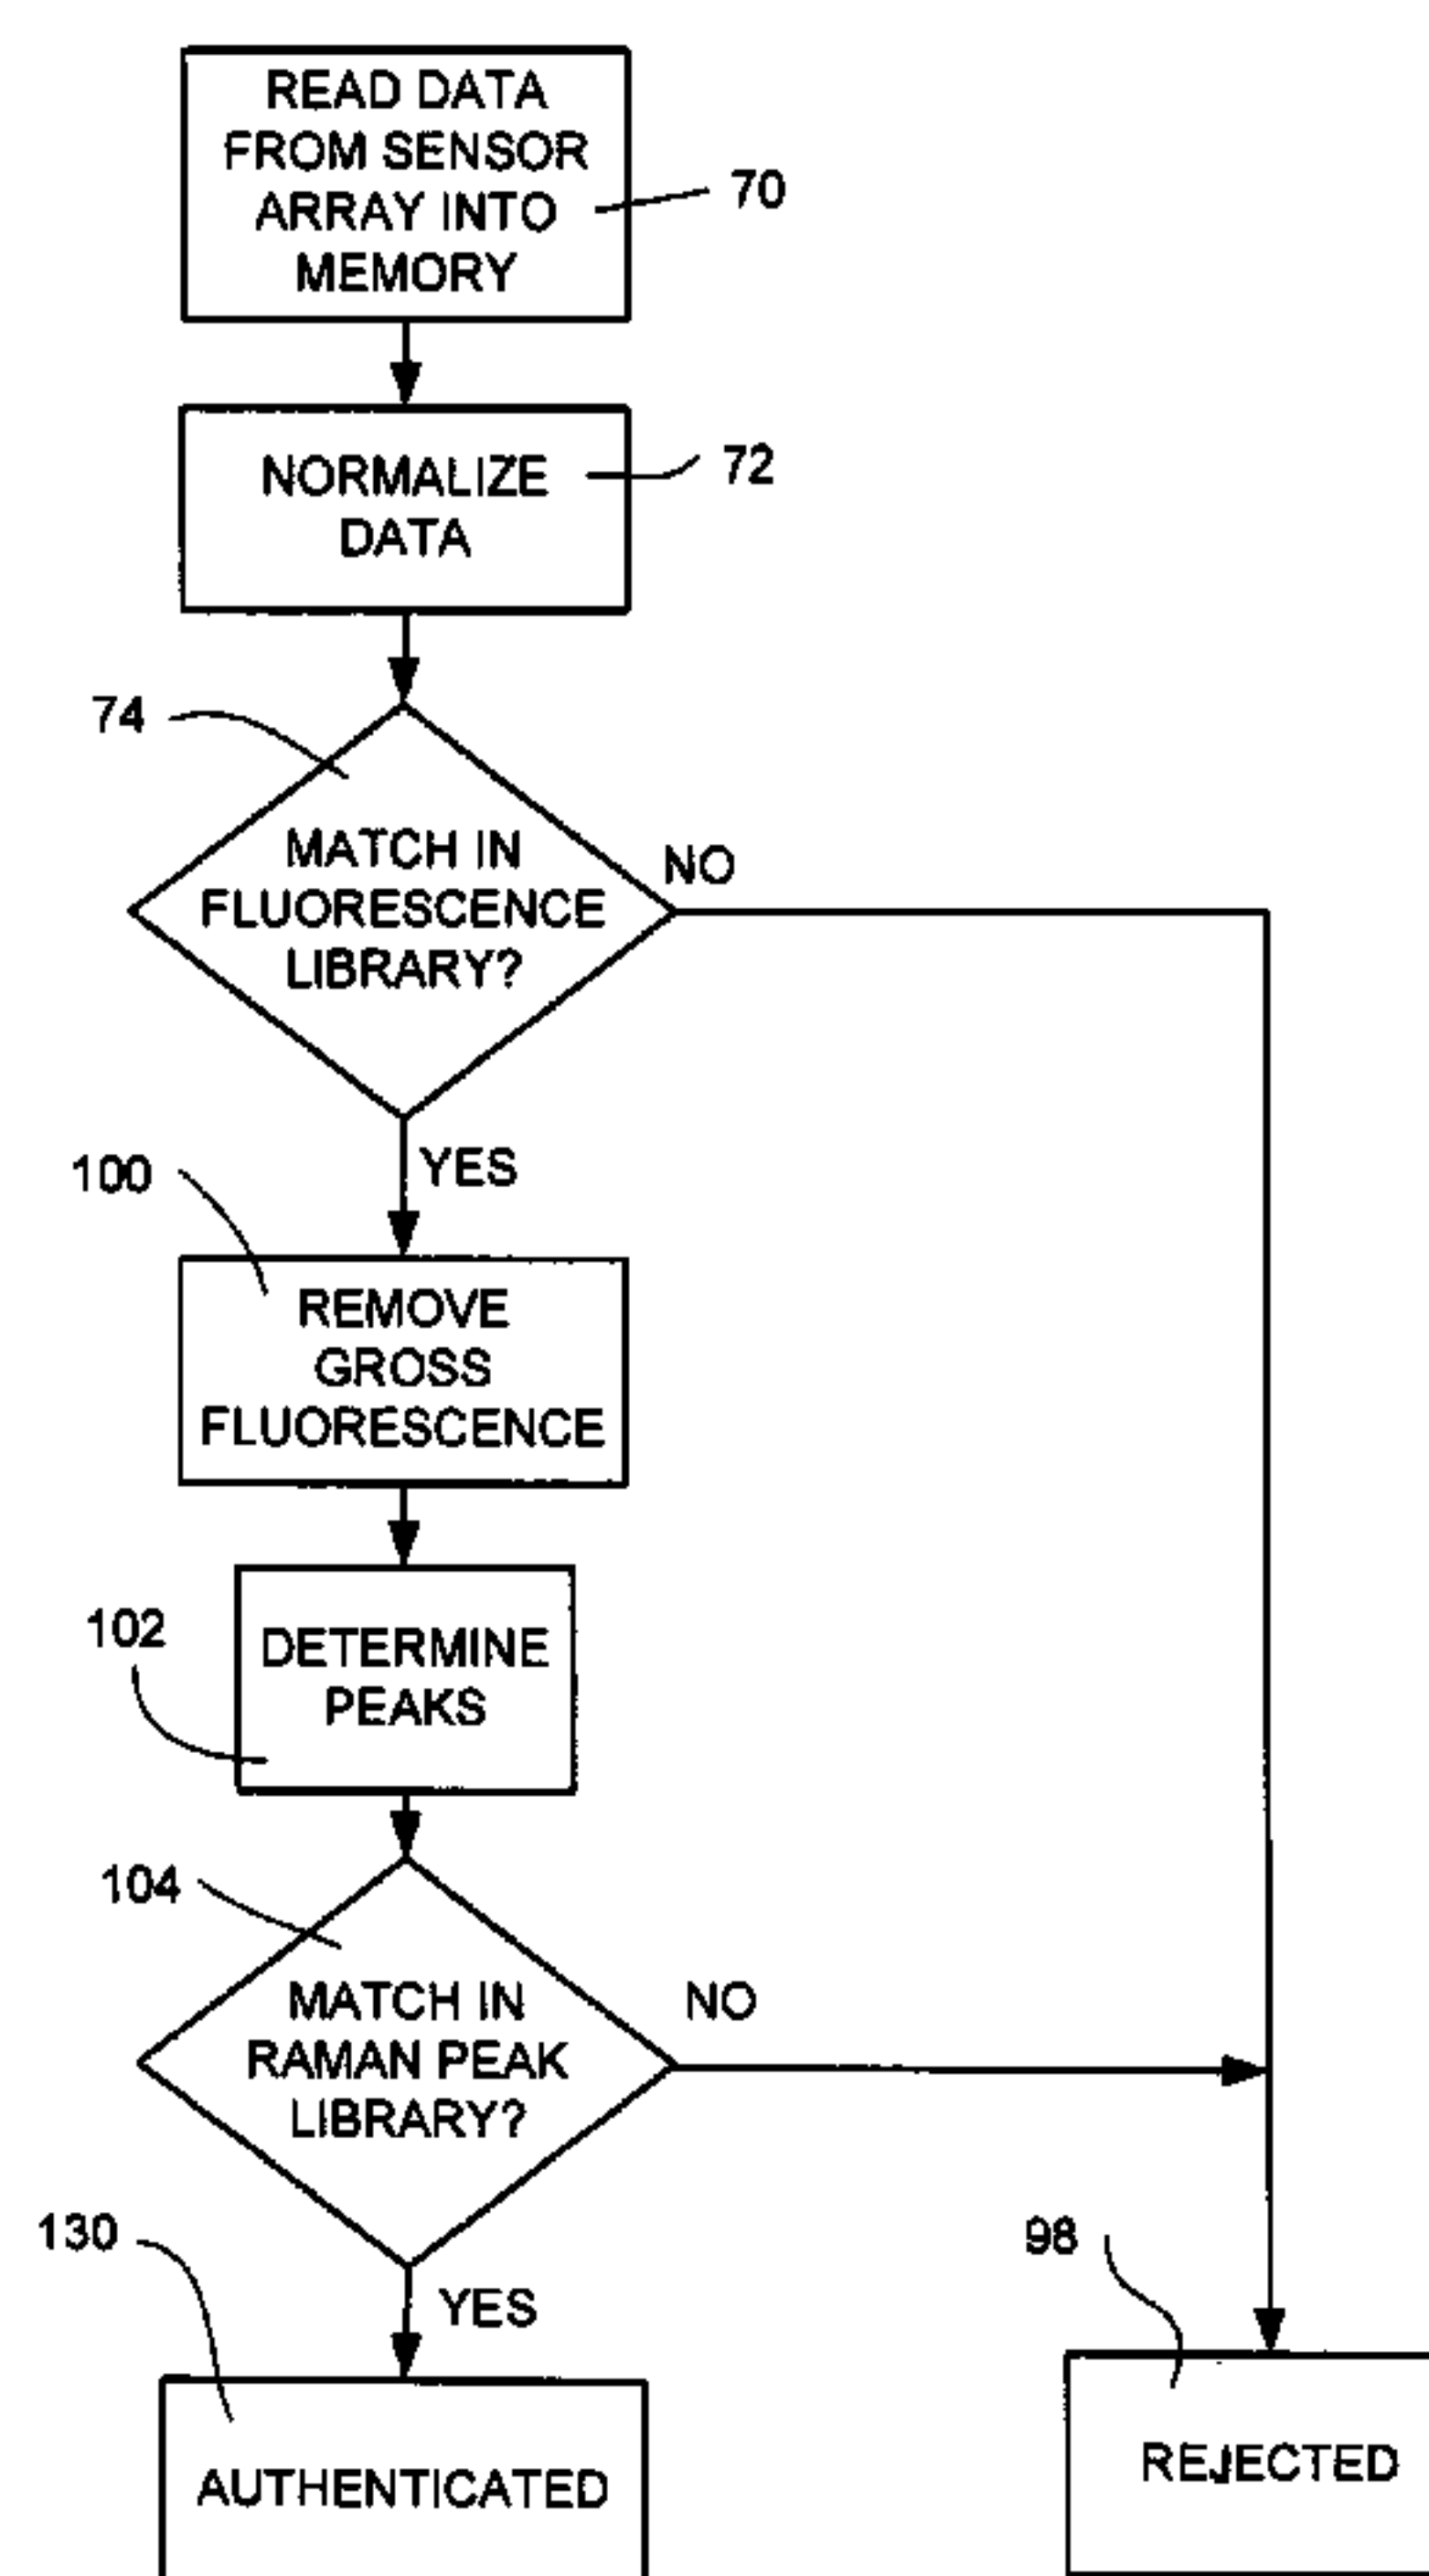 READ DATA
FROM SENSOR
ARRAY INTO
MEMORY
70
NORMALIZE
DATA
72
74
MATCH IN
FLUORESCENCE
LIBRARY?
NO
YES
100
REMOVE
GROSS
FLUORESCENCE
102
DETERMINE
PEAKS
104
MATCH IN
RAMAN PEAK
LIBRARY?
NO
YES
130
AUTHENTICATED
98
REJECTED